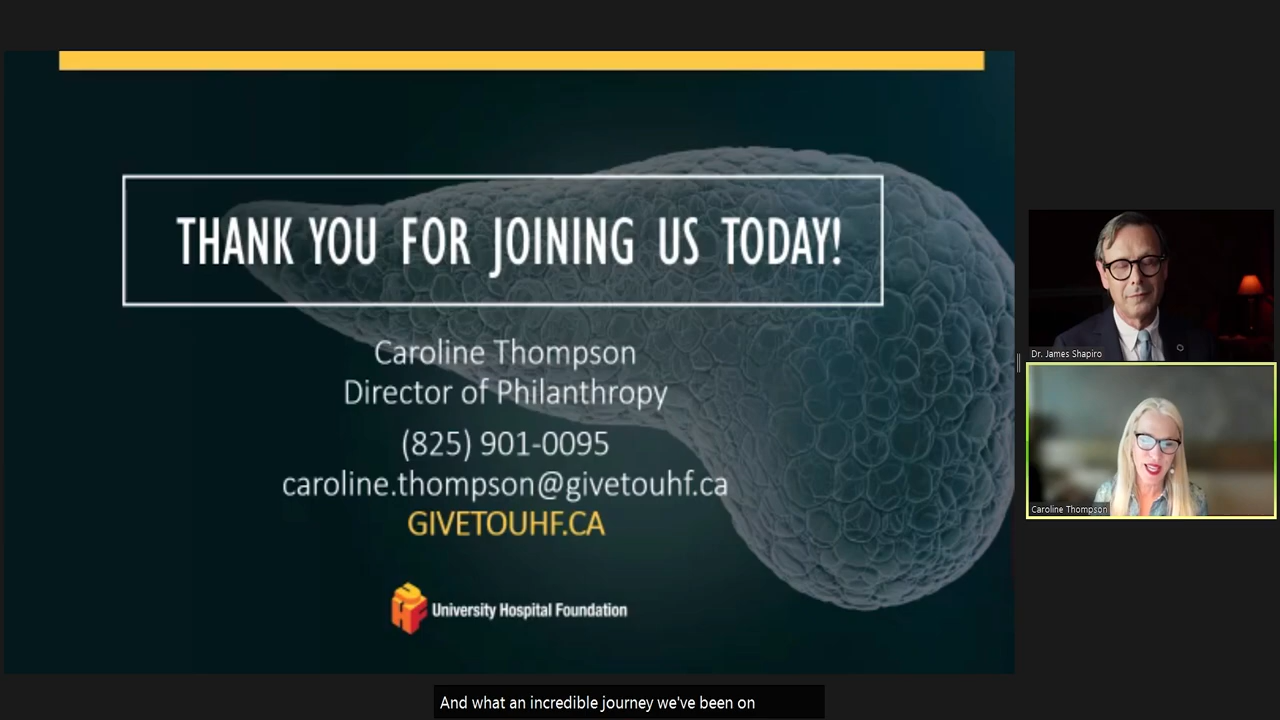 THANK YOU FOR JOINING US TODAY!
Caroline Thompson
Director of Philanthropy
(825) 901-0095
caroline.thompson@givetouhf.ca
GIVETOUHF.CA
University Hospital Foundation
Dr. James Shapiro
Caroline Thompson
And what an incredible journey we've been on